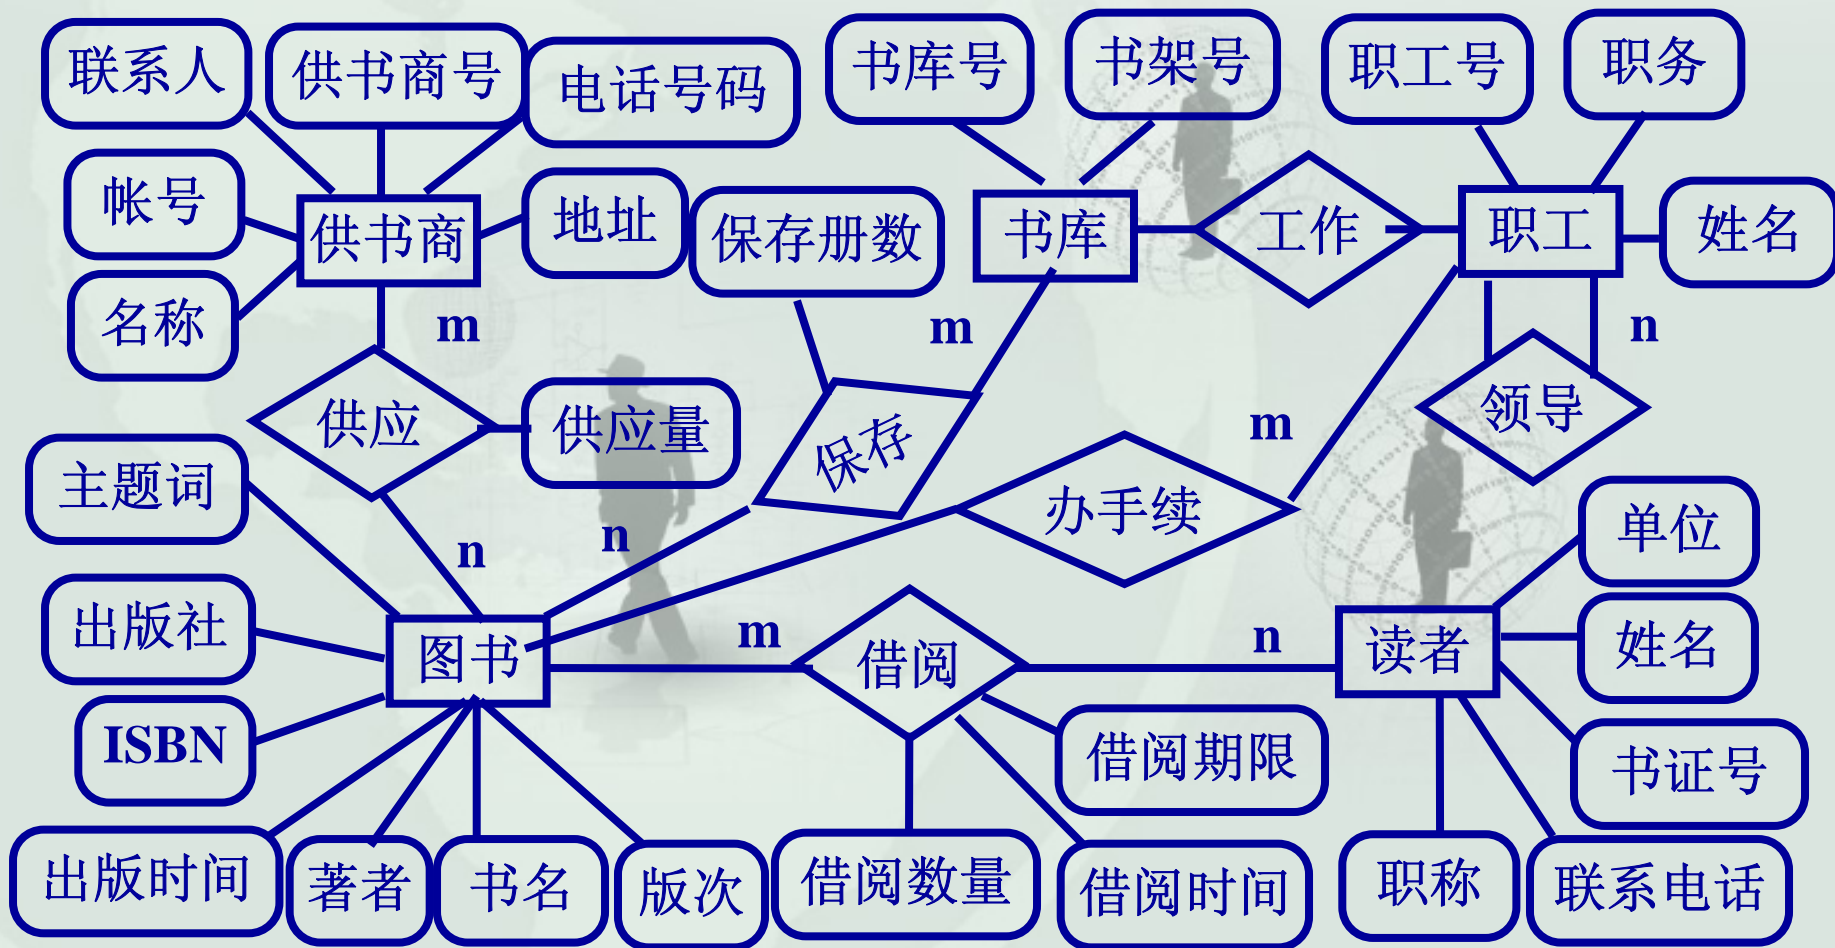 联系人
供书商号
电话号码
书库号
书架号
职工号
职务
帐号
供书商
地址
保存册数
书库
工作
职工
姓名
名称
m
m
n
供应
供应量
保存
m
领导
主题词
n
n
办手续
单位
出版社
图书
m
借阅
n
读者
姓名
ISBN
借阅期限
书证号
出版时间
著者
书名
版次
借阅数量
借阅时间
职称
联系电话